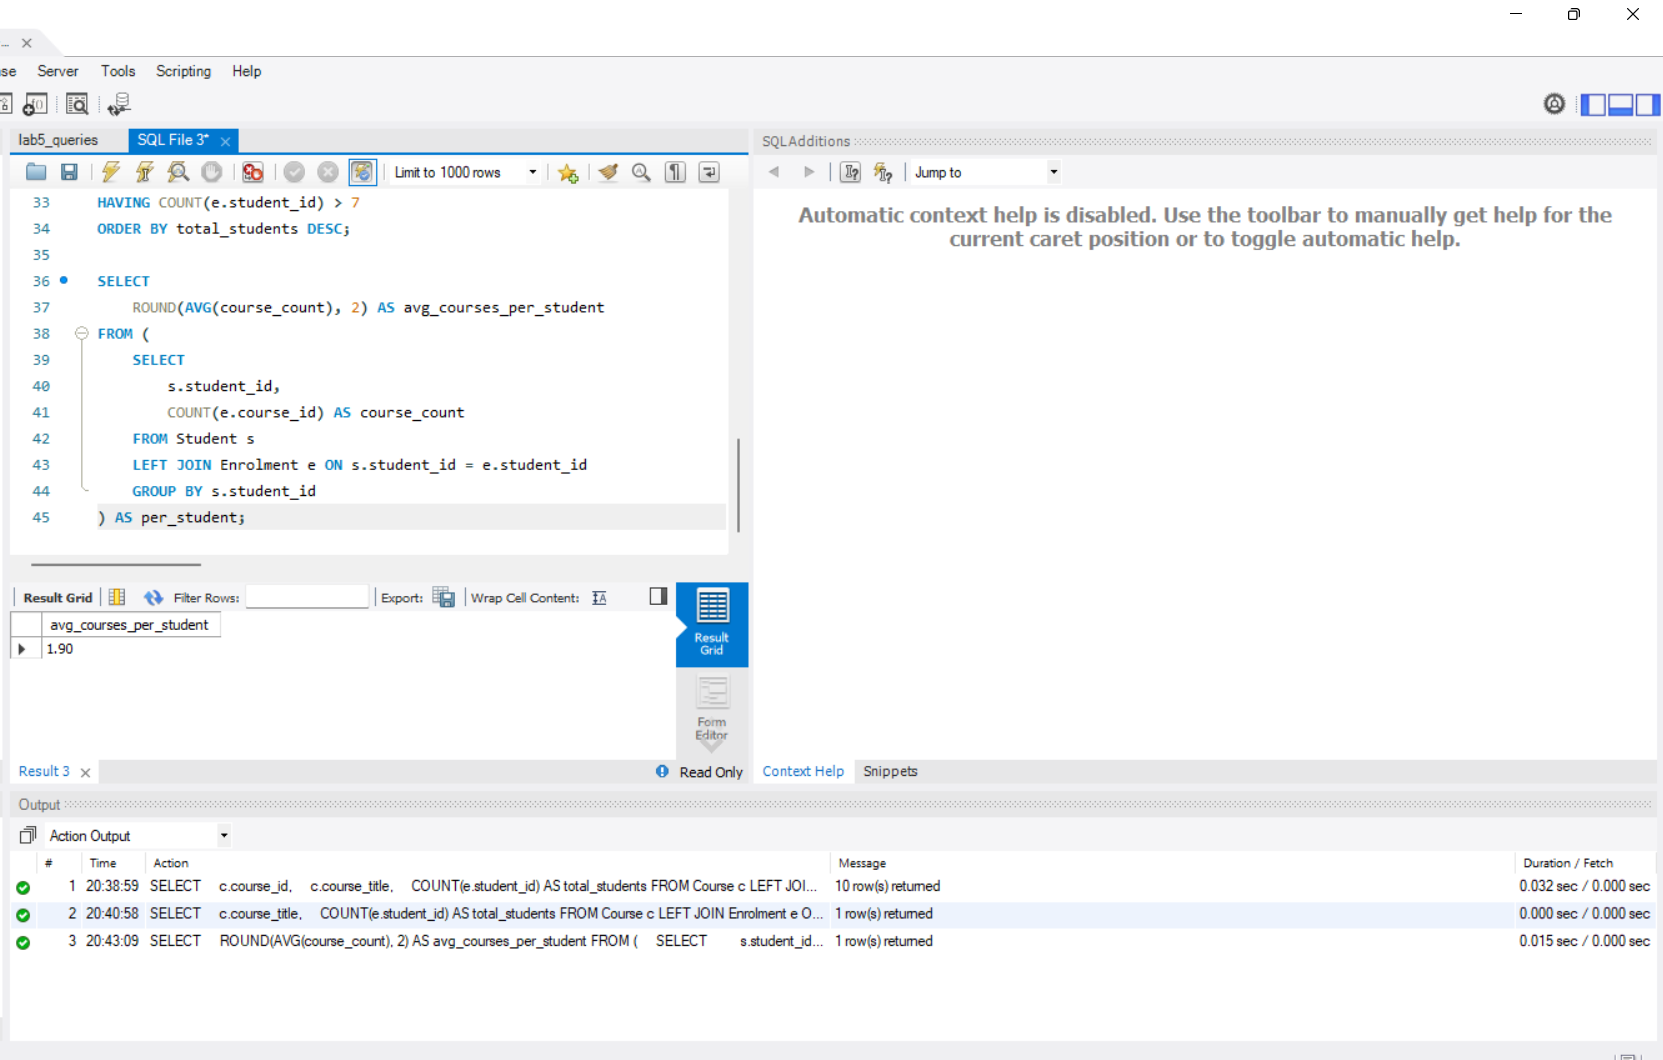 ... ×
se Server Tools Scripting Help
lab5_queries SQL File 3* ×
Limit to 1000 rows
33 HAVING COUNT(e.student_id) > 7
34 ORDER BY total_students DESC;
35
36 SELECT
37 ROUND(AVG(course_count), 2) AS avg_courses_per_student
38 FROM (
39 SELECT
40 s.student_id,
41 COUNT(e.course_id) AS course_count
42 FROM Student s
43 LEFT JOIN Enrolment e ON s.student_id = e.student_id
44 GROUP BY s.student_id
45 ) AS per_student;
Result Grid Filter Rows: Export: Wrap Cell Content:
avg_courses_per_student
1.90
Result
Grid
Form
Editor
Result 3 × Read Only
SQLAdditions
Jump to
Automatic context help is disabled. Use the toolbar to manually get help for the
current caret position or to toggle automatic help.
Context Help Snippets
Output
Action Output
# Time Action Message Duration / Fetch
1 20:38:59 SELECT c.course_id, c.course_title, COUNT(e.student_id) AS total_students FROM Course c LEFT JOI... 10 row(s) returned 0.032 sec / 0.000 sec
2 20:40:58 SELECT c.course_title, COUNT(e.student_id) AS total_students FROM Course c LEFT JOIN Enrolment e O... 1 row(s) returned 0.000 sec / 0.000 sec
3 20:43:09 SELECT ROUND(AVG(course_count), 2) AS avg_courses_per_student FROM ( SELECT s.student_id... 1 row(s) returned 0.015 sec / 0.000 sec